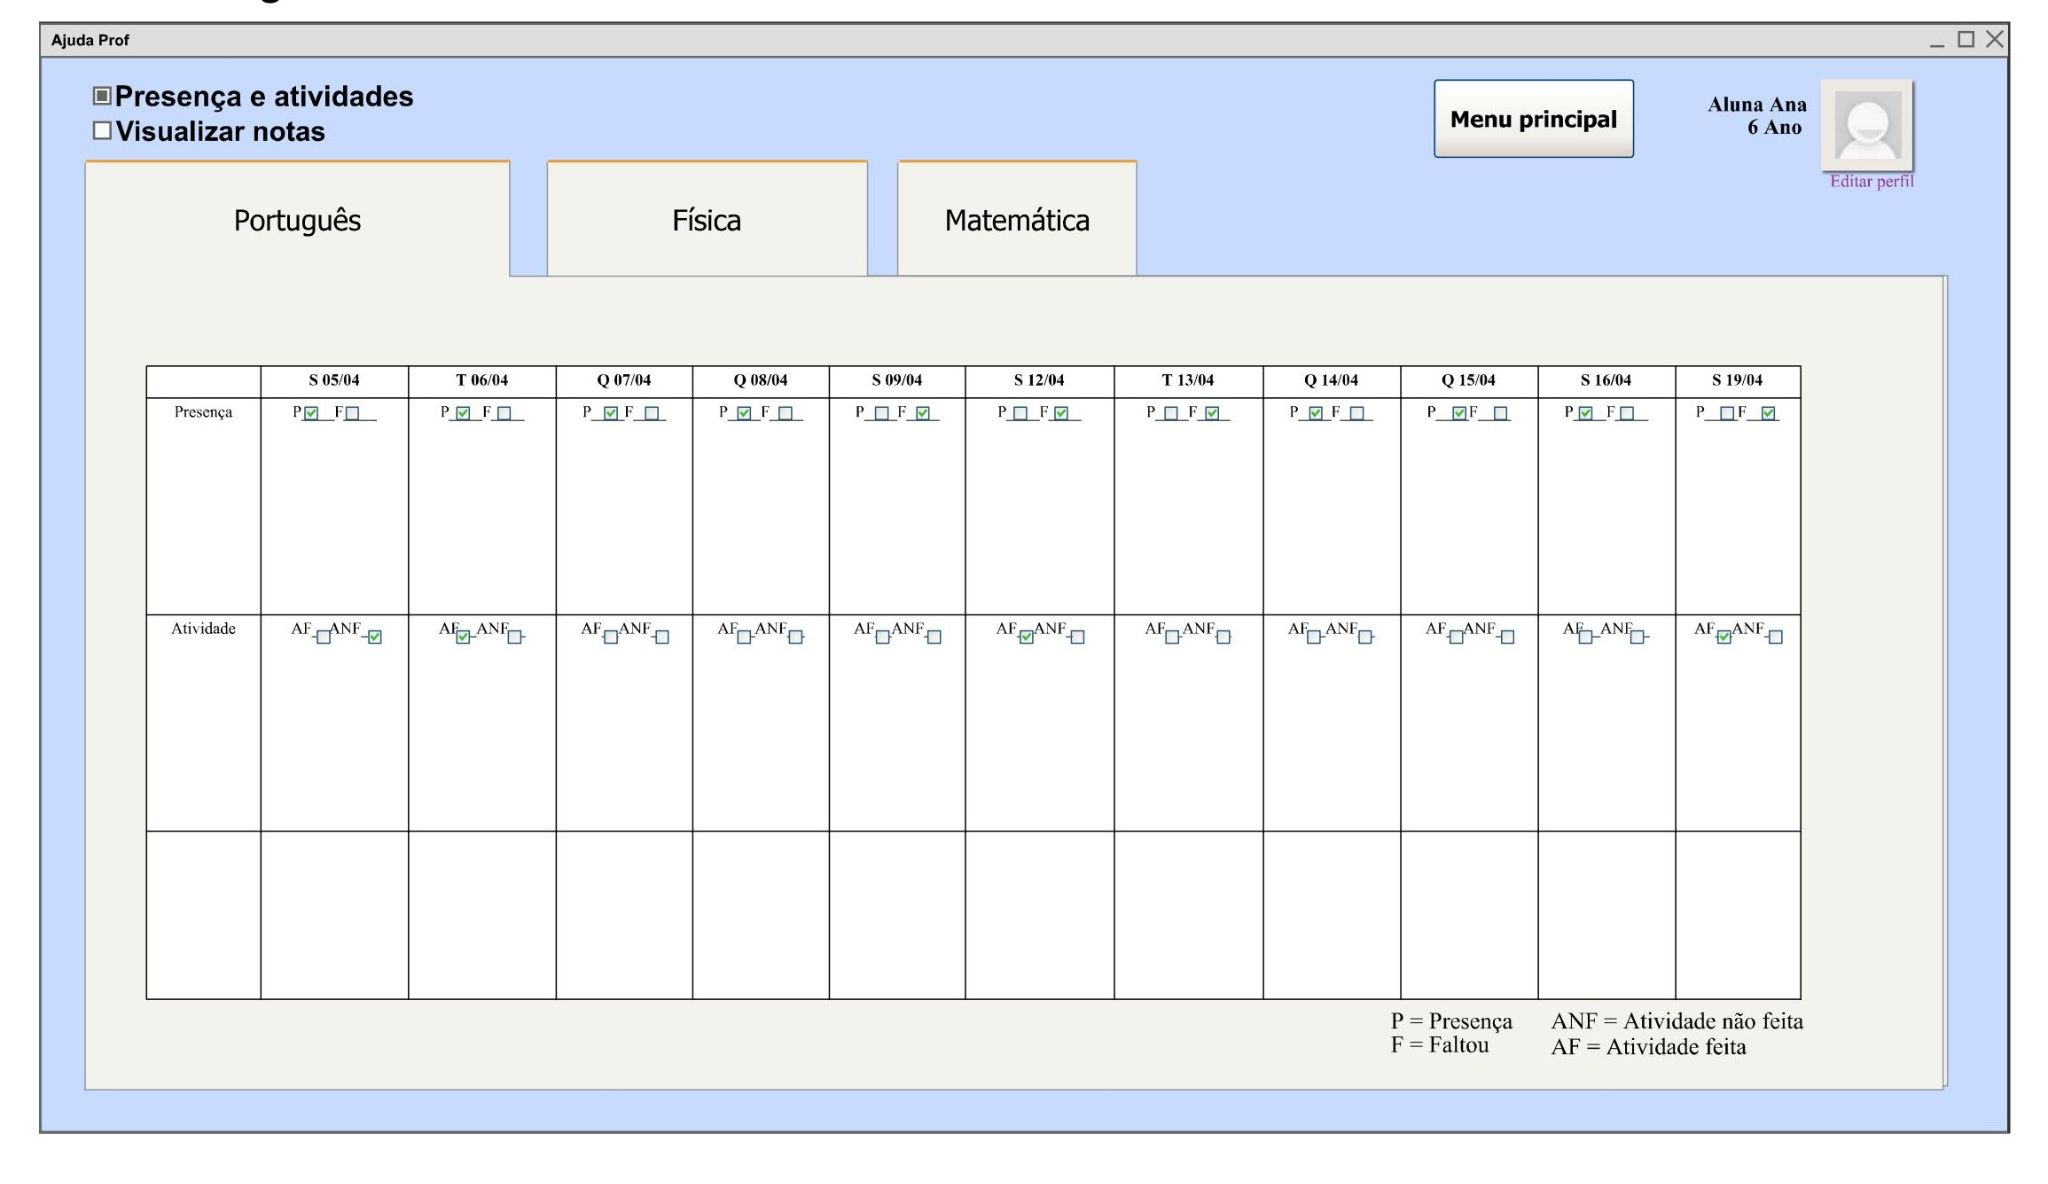 Ajuda Prof
Presença e atividades
Visualizar notas
Menu principal
Aluna Ana
6 Ano
Editar perfil
Português Física Matemática
S 05/04 T 06/04 Q 07/04 Q 08/04 S 09/04 S 12/04 T 13/04 Q 14/04 Q 15/04 S 16/04 S 19/04
Presença P F P F P F P F P F P F P F P F P F P F P F
Atividade AF ANF AF ANF AF ANF AF ANF AF ANF AF ANF AF ANF AF ANF AF ANF AF ANF AF ANF
P = Presença ANF = Atividade não feita
F = Faltou AF = Atividade feita